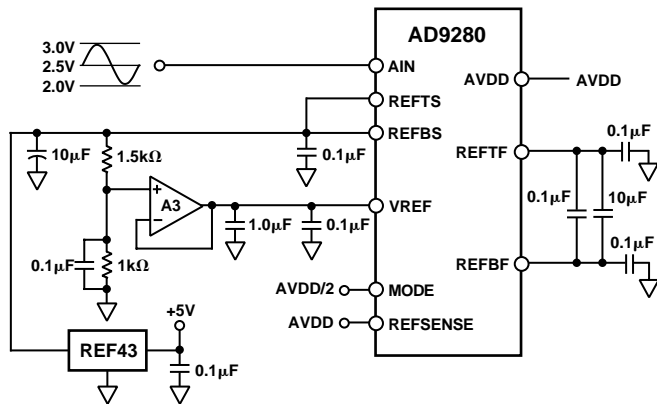 AD9280
3.0V
2.5V
2.0V
AIN
AVDD
AVDD
REFTS
REFBS
10μF
1.5kΩ
0.1μF
REFTF
0.1μF
A3
+
–
VREF
1.0μF
0.1μF
0.1μF
10μF
0.1μF
1kΩ
0.1μF
REFBF
AVDD/2
MODE
AVDD
REFSENSE
+5V
REF43
0.1μF